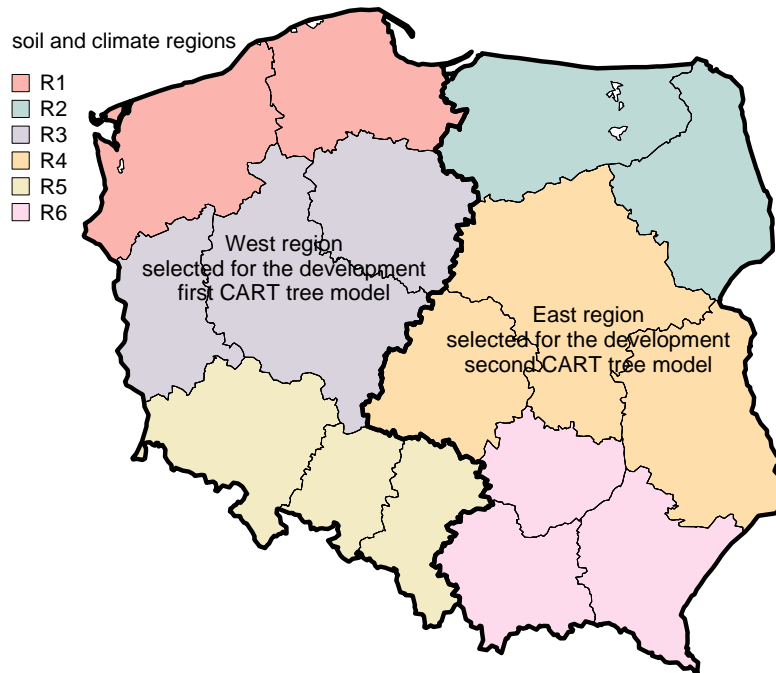 soil and climate regions
R1
R2
R3
R4
R5
R6
West region
selected for the development
first CART tree model
East region
selected for the development
second CART tree model